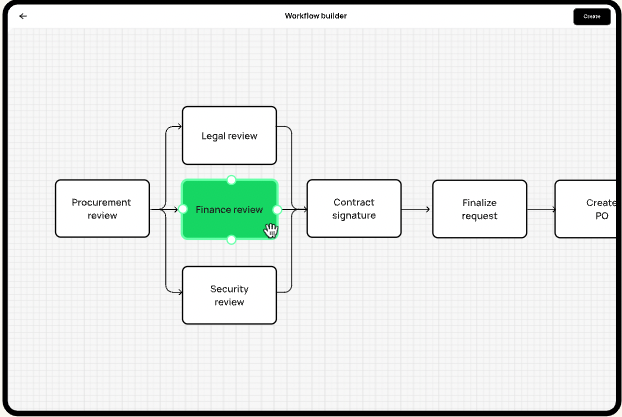 Workflow builder
Create
Legal review
Procurement
review
Finance review
Contract
signature
Finalize
request
Create
PO
Security
review